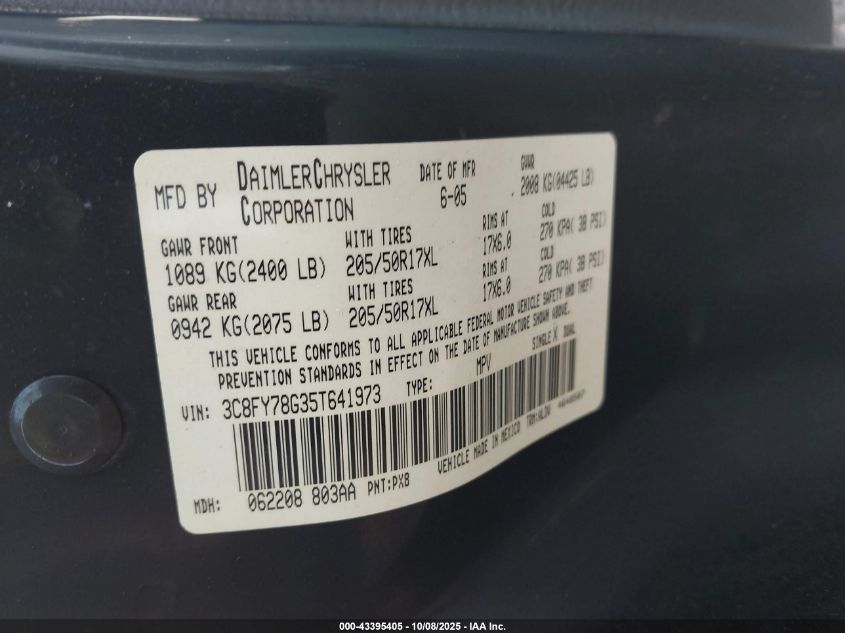 MFD BY DAIMLERCHRYSLER CORPORATION
DATE OF MFR 6-05
GVWR 2008 KG(04425 LB)
GAWR FRONT WITH TIRES RIMS AT COLD
1089 KG(2400 LB) 205/50R17XL 17X6.0 270 KPA( 38 PSI)
GAWR REAR WITH TIRES RIMS AT COLD
0942 KG(2075 LB) 205/50R17XL 17X6.0 270 KPA( 38 PSI)
THIS VEHICLE CONFORMS TO ALL APPLICABLE FEDERAL MOTOR VEHICLE SAFETY AND THEFT
PREVENTION STANDARDS IN EFFECT ON THE DATE OF MANUFACTURE SHOWN ABOVE.
VIN: 3C8FY78G35T641973 TYPE: MPV SINGLE X DUAL
VEHICLE MADE IN MEXICO TRM:ALDV
MDH: 062208 803AA PNT:PXB
000-43395405 - 10/08/2025 - IAA Inc.